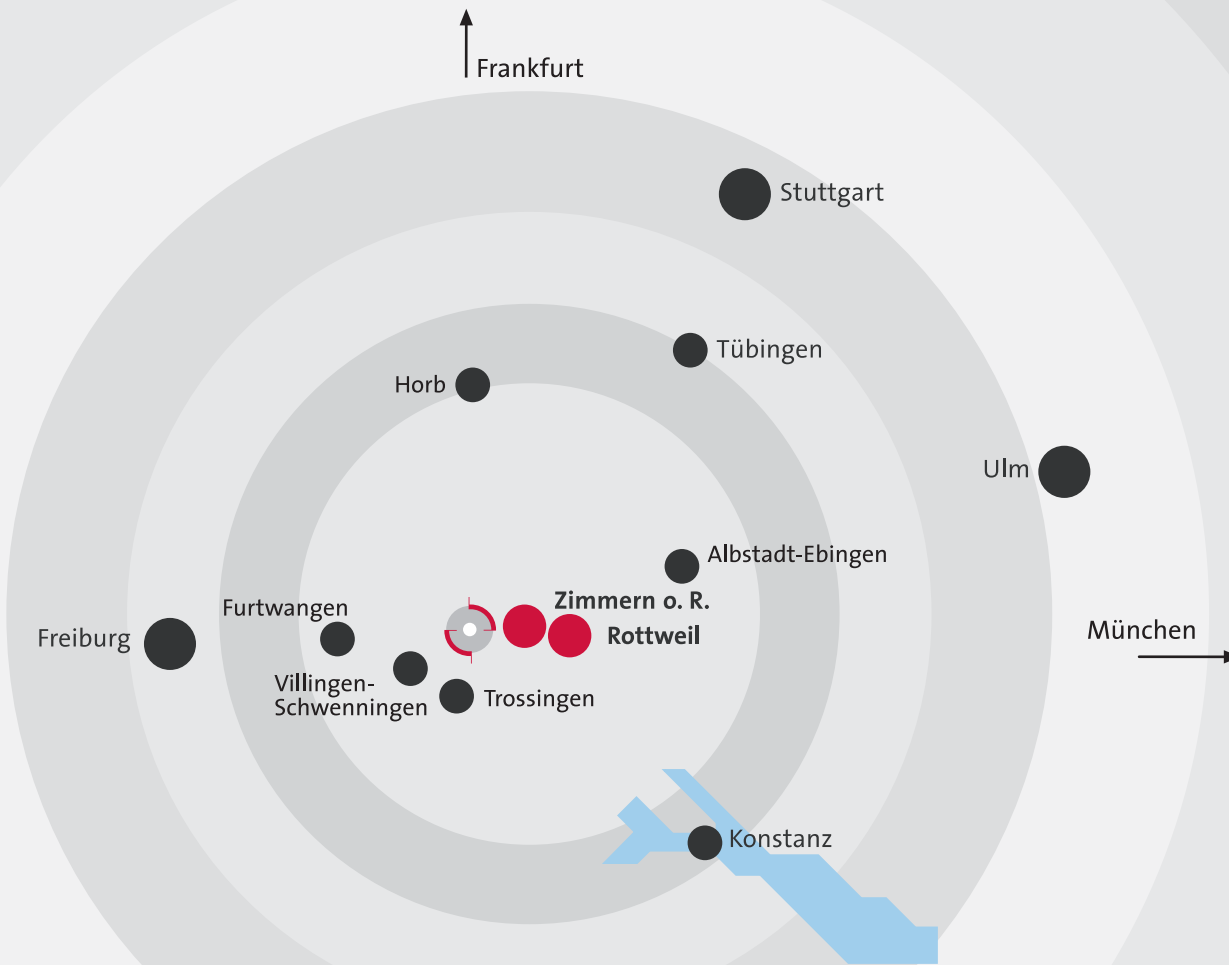 Frankfurt
Stuttgart
Tübingen
Horb
Ulm
Albstadt-Ebingen
Zimmern o. R.
Furtwangen
Freiburg
Rottweil
München
Villingen-
Schwenningen
Trossingen
Konstanz